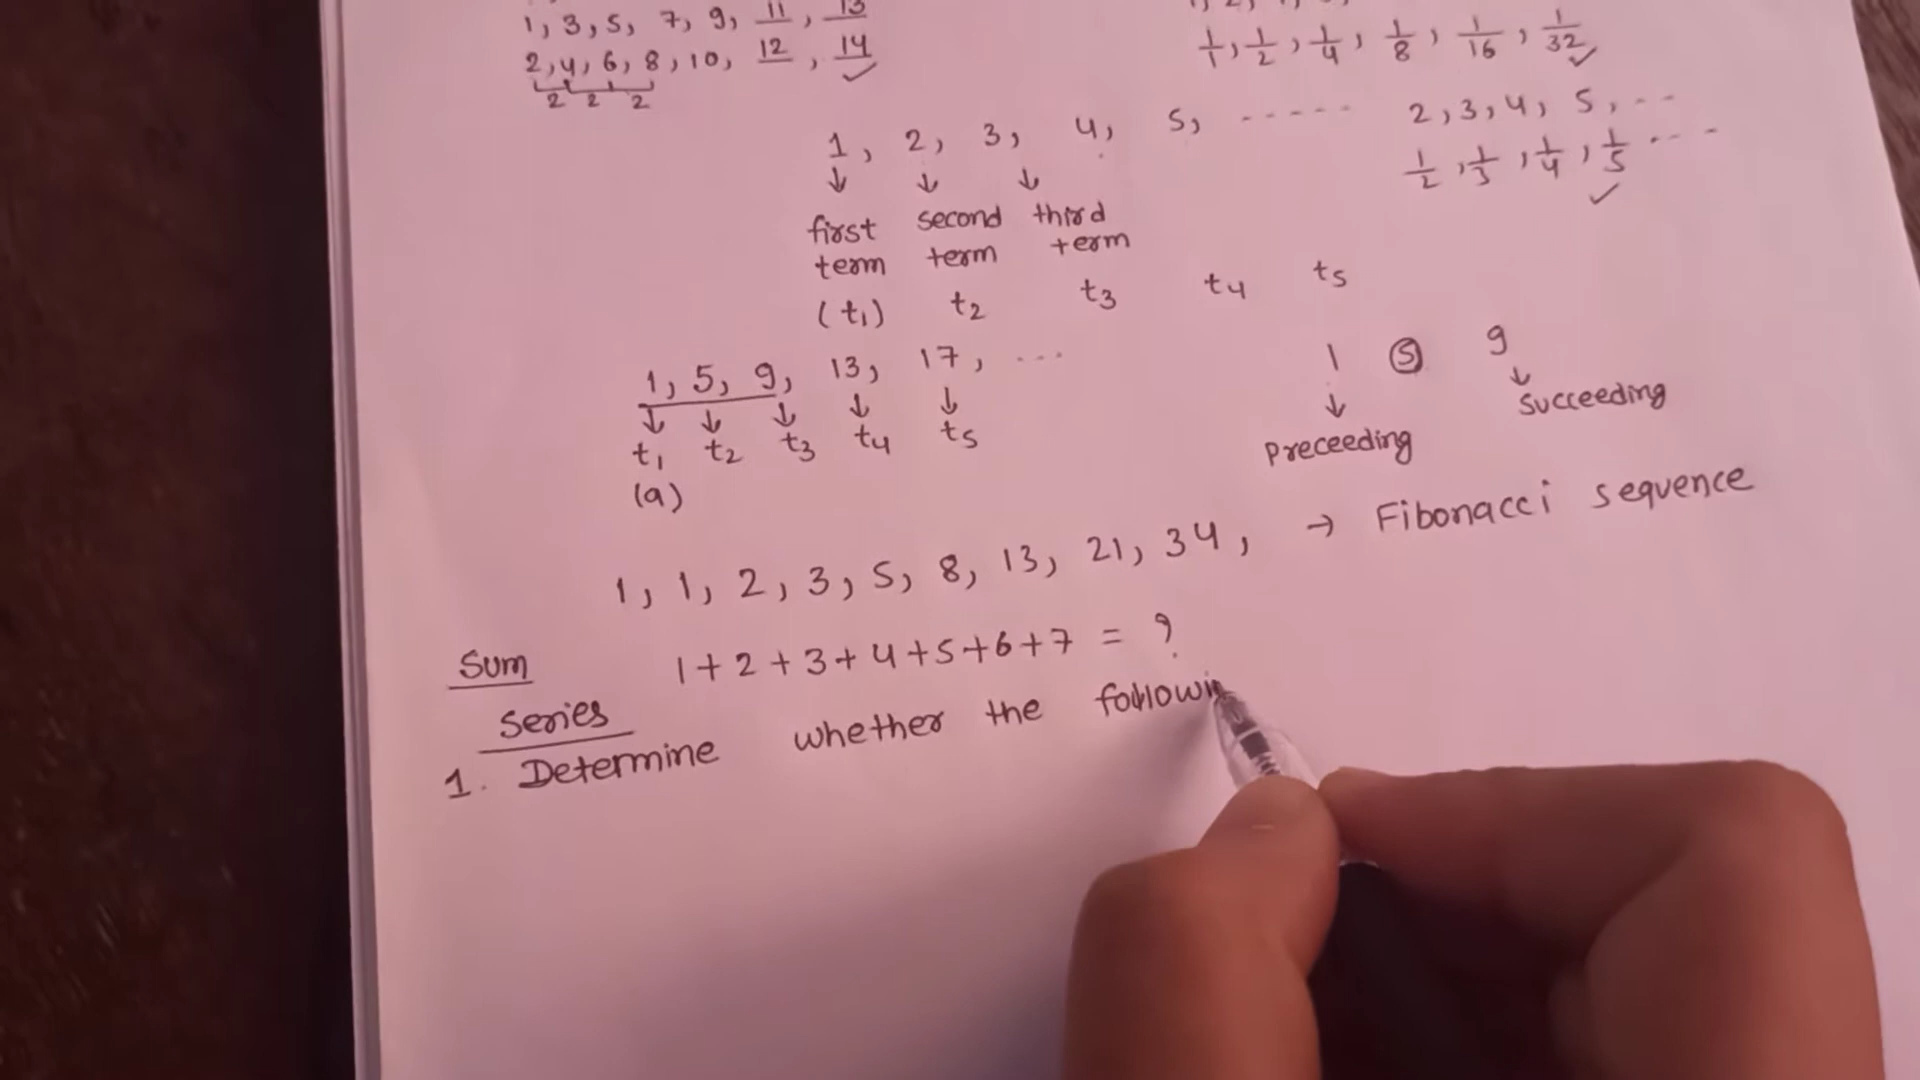 1, 3, 5, 7, 9, 11, 13
2, 4, 6, 8, 10, 12, 14 ✓
2 2 2
1/1, 1/2, 1/4, 1/8, 1/16, 1/32 ✓
1, 2, 3, 4, 5, -----
↓ ↓ ↓
first second third
term term term
(t1) t2 t3 t4 t5
2, 3, 4, 5, ---
1/2, 1/3, 1/4, 1/5 ---- ✓
1, 5, 9, 13, 17, ...
↓ ↓ ↓ ↓ ↓
t1 t2 t3 t4 t5
(a)
1 5 9
↓ ↓
Preceeding Succeeding
1, 1, 2, 3, 5, 8, 13, 21, 34, → Fibonacci sequence
Sum 1+2+3+4+5+6+7 = ?
Series
1. Determine whether the followi